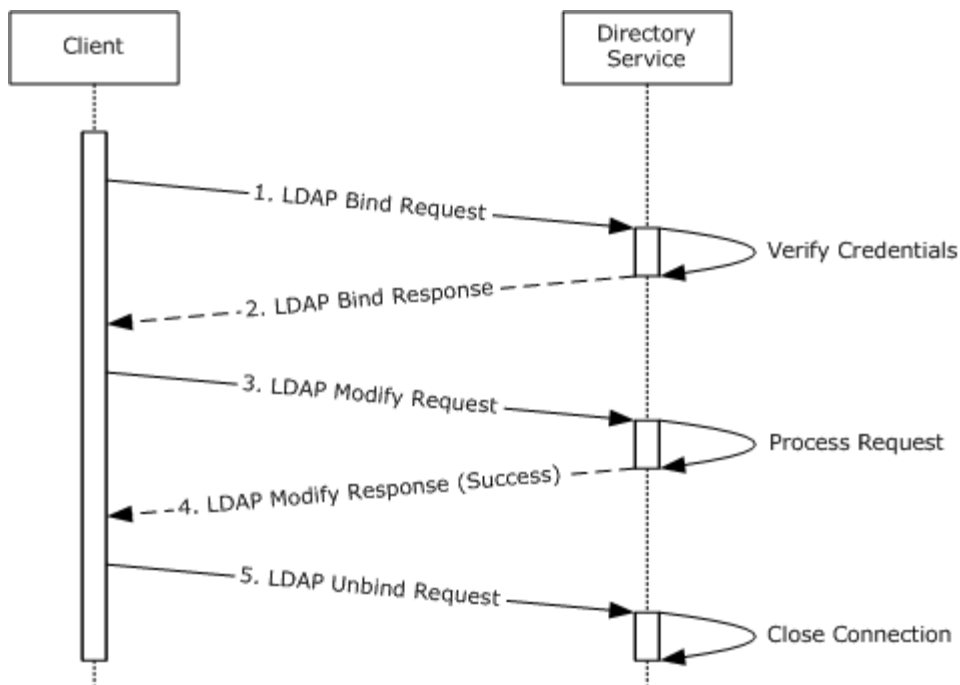 Client
Directory
Service
1. LDAP Bind Request
Verify Credentials
2. LDAP Bind Response
3. LDAP Modify Request
Process Request
4. LDAP Modify Response (Success)
5. LDAP Unbind Request
Close Connection